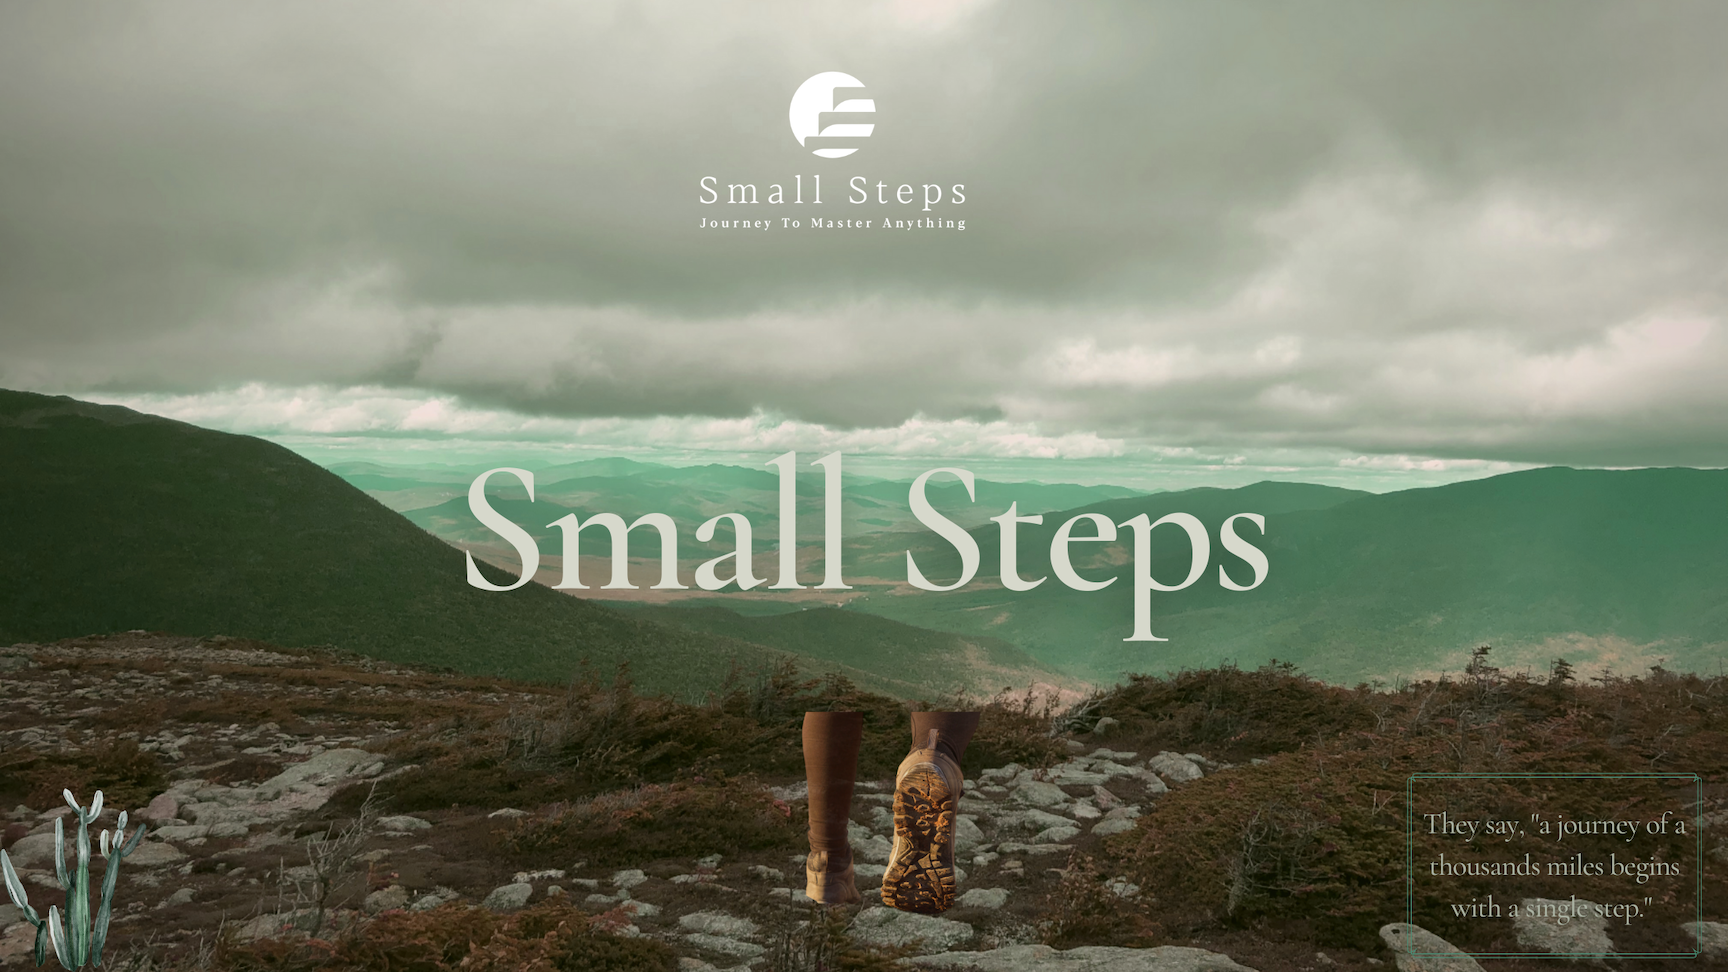 Small Steps
Journey To Master Anything
Small Steps
They say, "a journey of a
thousands miles begins
with a single step."